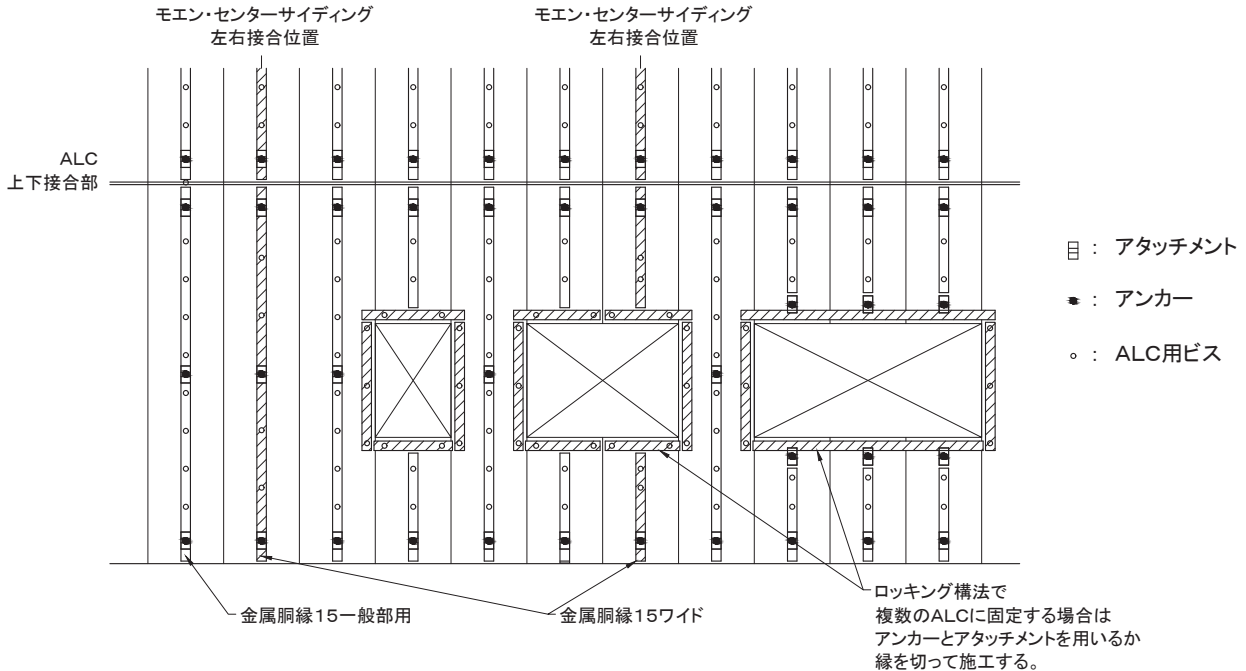 モエン・センターサイディング
左右接合位置
モエン・センターサイディング
左右接合位置
ALC
上下接合部
： アタッチメント
： アンカー
： ALC用ビス
金属胴縁15一般部用
金属胴縁15ワイド
ロッキング構法で
複数のALCに固定する場合は
アンカーとアタッチメントを用いるか
縁を切って施工する。